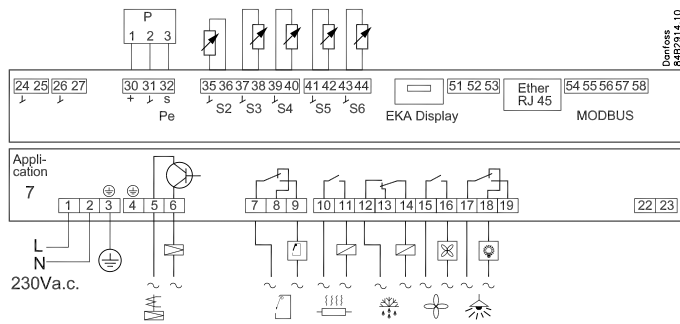 P
1 2 3
Danfoss
84B2914.10
24 25 26 27 30 31 32 35 36 37 38 39 40 41 42 43 44 51 52 53 Ether RJ 45 54 55 56 57 58
+ s S2 S3 S4 S5 S6
Pe EKA Display MODBUS
Appli-
cation
7
1 2 3 4 5 6 7 8 9 10 11 12 13 14 15 16 17 18 19 22 23
L
N
230Va.c.